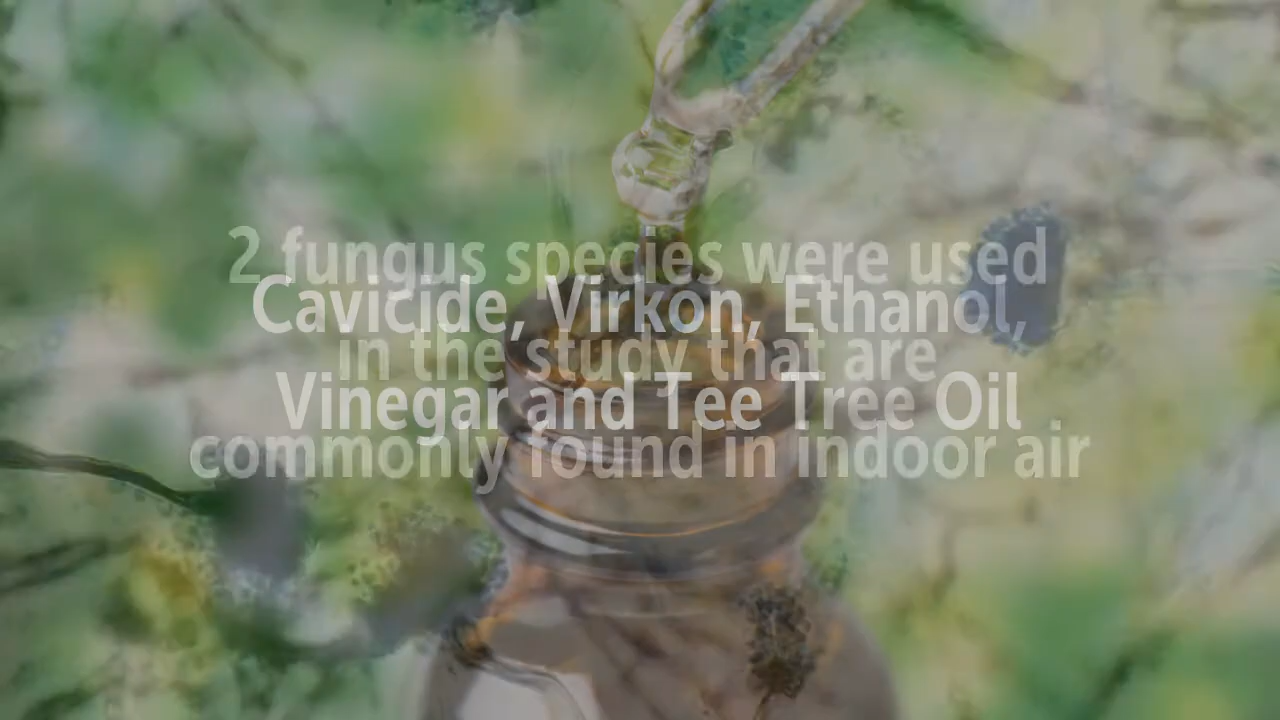 2 fungus species were used
Cavicide, Virkon, Ethanol,
in the study that are
Vinegar and Tee Tree Oil
commonly found in indoor air